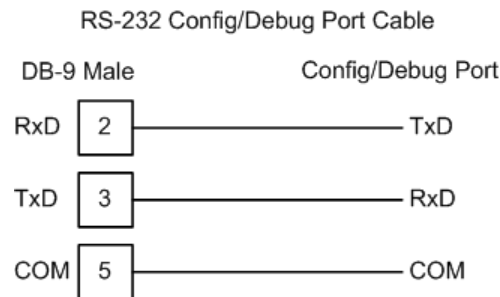 RS-232 Config/Debug Port Cable
DB-9 Male Config/Debug Port
RxD 2 TxD
TxD 3 RxD
COM 5 COM